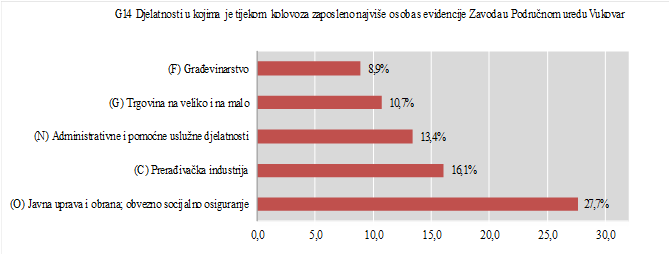 G14 Djelatnosti u kojima je tijekom kolovoza zaposleno najviše osoba s evidencije Zavoda u Područnom uredu Vukovar
(F) Građevinarstvo 8,9%
(G) Trgovina na veliko i na malo 10,7%
(N) Administrativne i pomoćne uslužne djelatnosti 13,4%
(C) Prerađivačka industrija 16,1%
(O) Javna uprava i obrana; obvezno socijalno osiguranje 27,7%
0,0 5,0 10,0 15,0 20,0 25,0 30,0